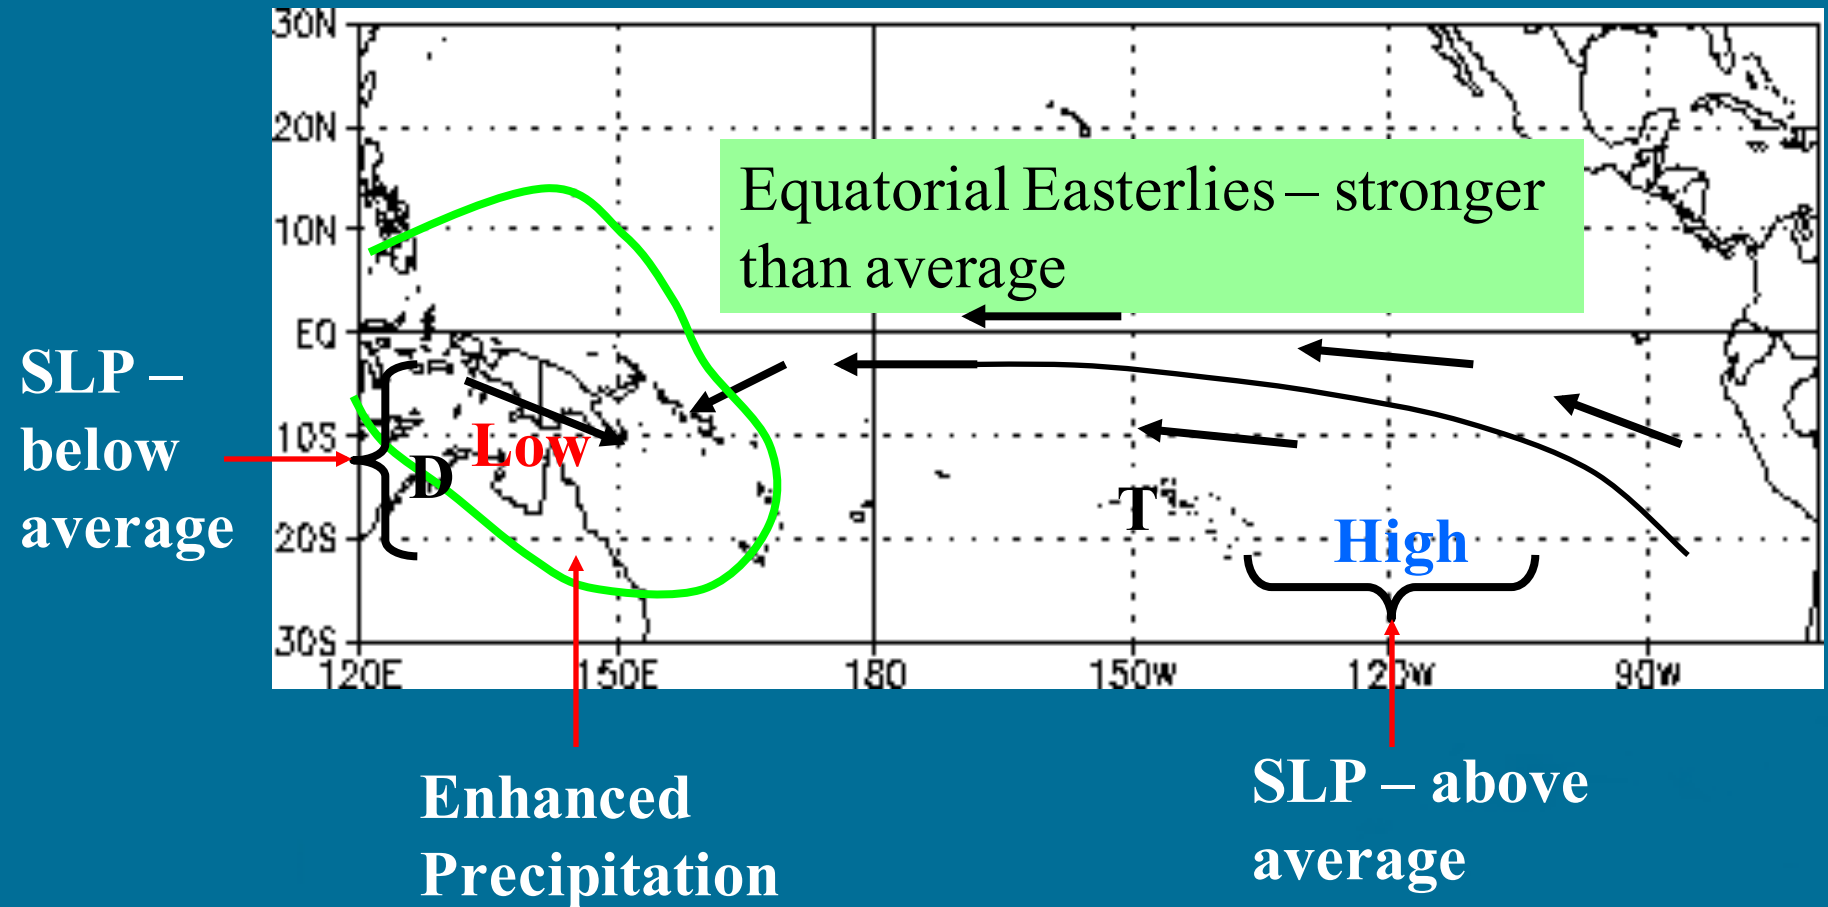 30N
20N
10N
EQ
10S
20S
30S
120E 150E 180 150W 120W 90W
Equatorial Easterlies – stronger
than average
SLP –
below
average
Low
D
T
High
Enhanced
Precipitation
SLP – above
average